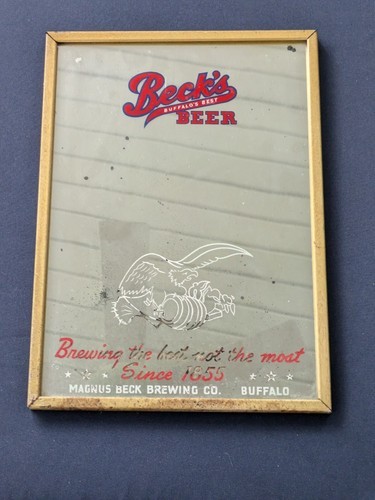 Beck's
BUFFALO'S BEST
BEER
Brewing the best-not the most
Since 1855
MAGNUS BECK BREWING CO. BUFFALO